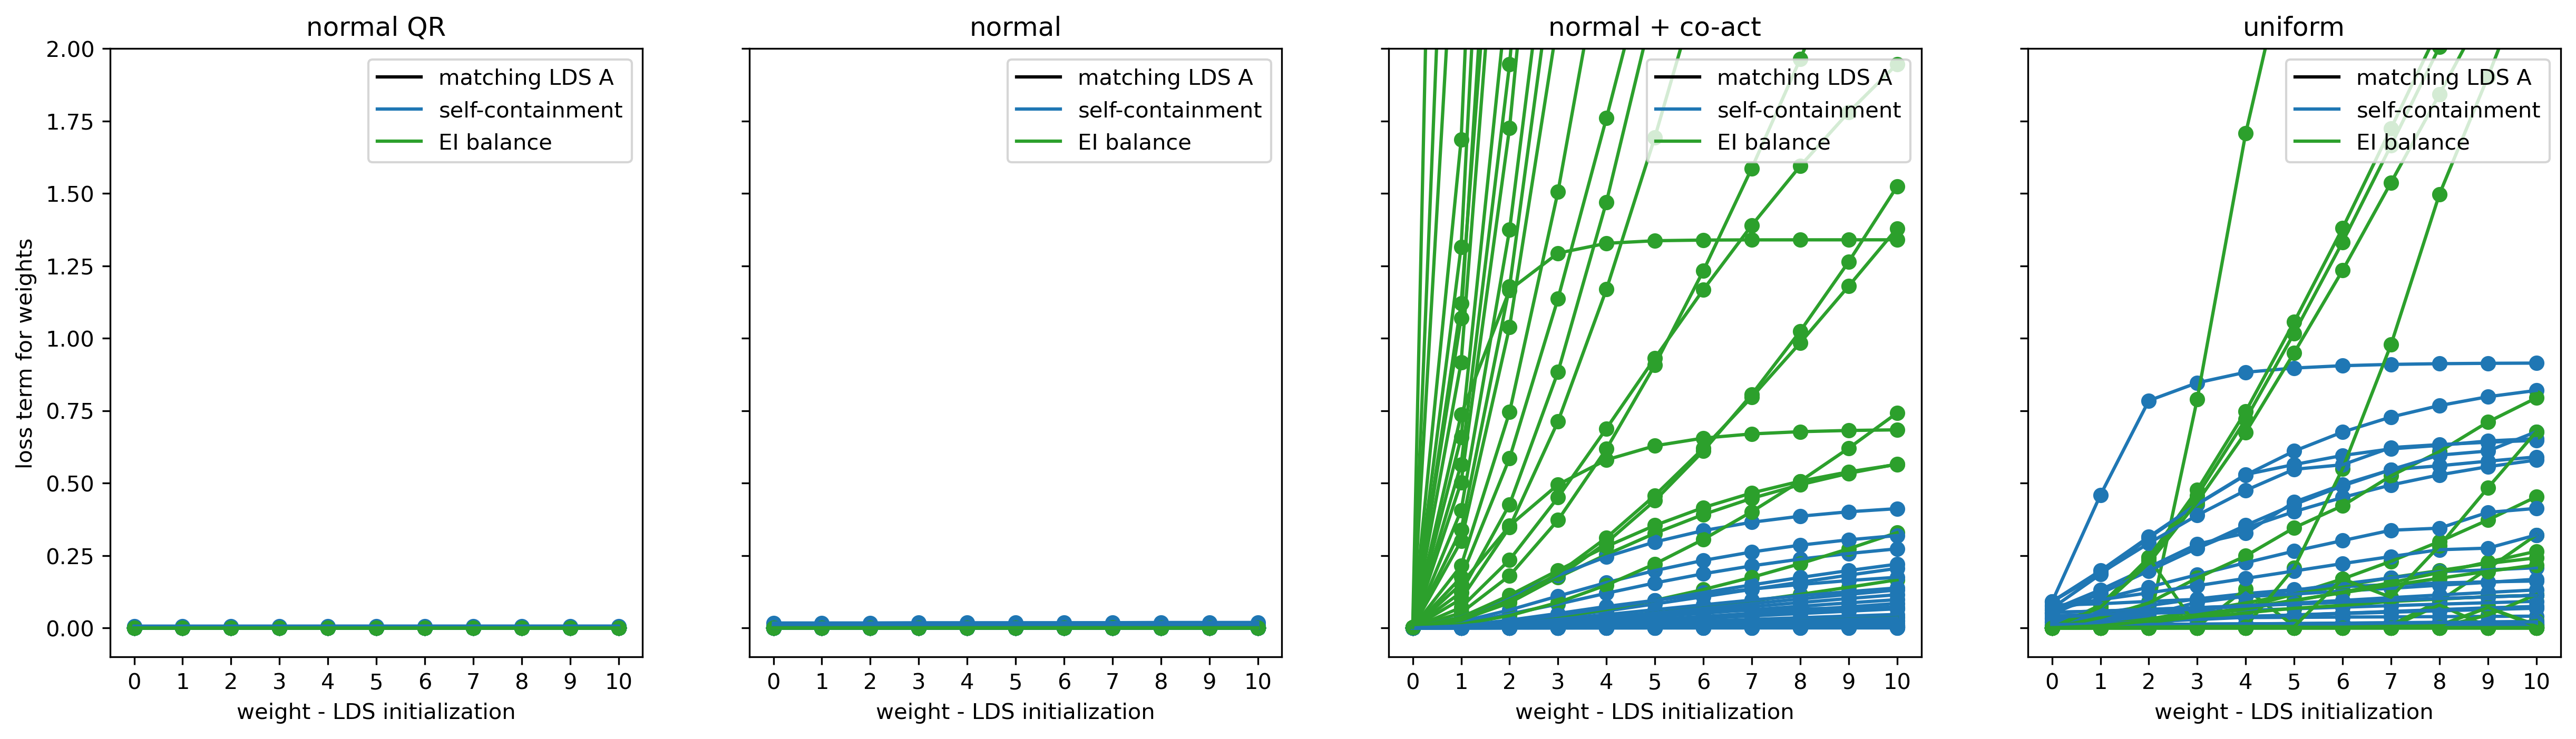 normal QR
normal
normal + co-act
uniform
loss term for weights
2.00
1.75
1.50
1.25
1.00
0.75
0.50
0.25
0.00
matching LDS A
self-containment
EI balance
0 1 2 3 4 5 6 7 8 9 10
weight - LDS initialization
matching LDS A
self-containment
EI balance
0 1 2 3 4 5 6 7 8 9 10
weight - LDS initialization
matching LDS A
self-containment
EI balance
0 1 2 3 4 5 6 7 8 9 10
weight - LDS initialization
matching LDS A
self-containment
EI balance
0 1 2 3 4 5 6 7 8 9 10
weight - LDS initialization